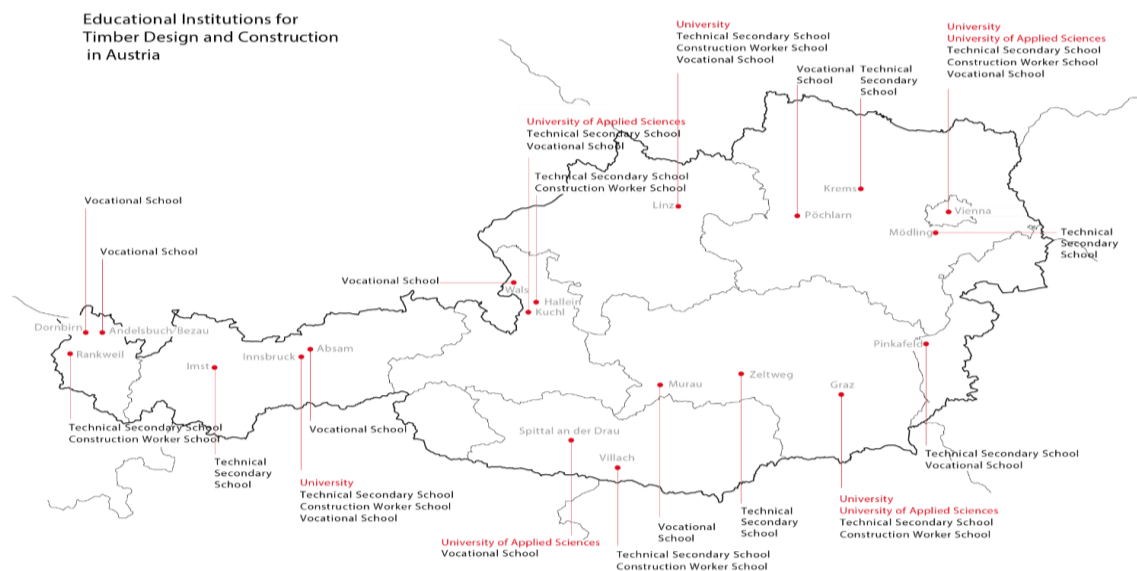 Educational Institutions for
Timber Design and Construction
in Austria
University
Technical Secondary School
Construction Worker School
Vocational School
University
University of Applied Sciences
Technical Secondary School
Construction Worker School
Vocational School
Vocational
School
Technical
Secondary
School
University of Applied Sciences
Technical Secondary School
Vocational School
Technical Secondary School
Construction Worker School
Krems
Linz
Pöchlarn
Vienna
Mödling
Technical
Secondary
School
Vocational School
Vocational School
Vocational School
Wals
Hallein
Kuchl
Dornbirn
Andelsbuch/Bezau
Rankweil
Imst
Innsbruck
Absam
Pinkafeld
Murau
Zeltweg
Graz
Technical Secondary School
Construction Worker School
Vocational School
Spittal an der Drau
Villach
Technical
Secondary
School
University
Technical Secondary School
Construction Worker School
Vocational School
Technical Secondary School
Vocational School
University of Applied Sciences
Vocational School
Technical Secondary School
Construction Worker School
Vocational
School
Technical
Secondary
School
University
University of Applied Sciences
Technical Secondary School
Construction Worker School